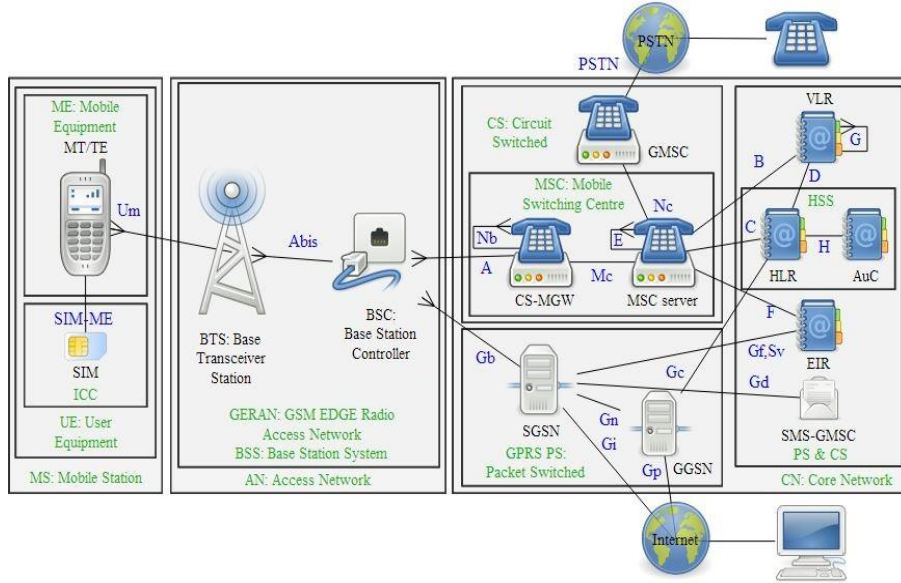 PSTN
PSTN
ME: Mobile
Equipment
MT/TE
Um
SIM-ME
SIM
ICC
UE: User
Equipment
MS: Mobile Station
Abis
BTS: Base
Transceiver
Station
BSC:
Base Station
Controller
GERAN: GSM EDGE Radio
Access Network
BSS: Base Station System
AN: Access Network
CS: Circuit
Switched
GMSC
MSC: Mobile
Switching Centre
Nc
Nb
E
A
Mc
CS-MGW
MSC server
VLR
G
B
D
HSS
C
H
HLR
AuC
F
EIR
Gb
Gf,Sv
Gc
Gd
SGSN
Gn
Gi
GGSN
Gp
GPRS PS:
Packet Switched
SMS-GMSC
PS & CS
CN: Core Network
Internet